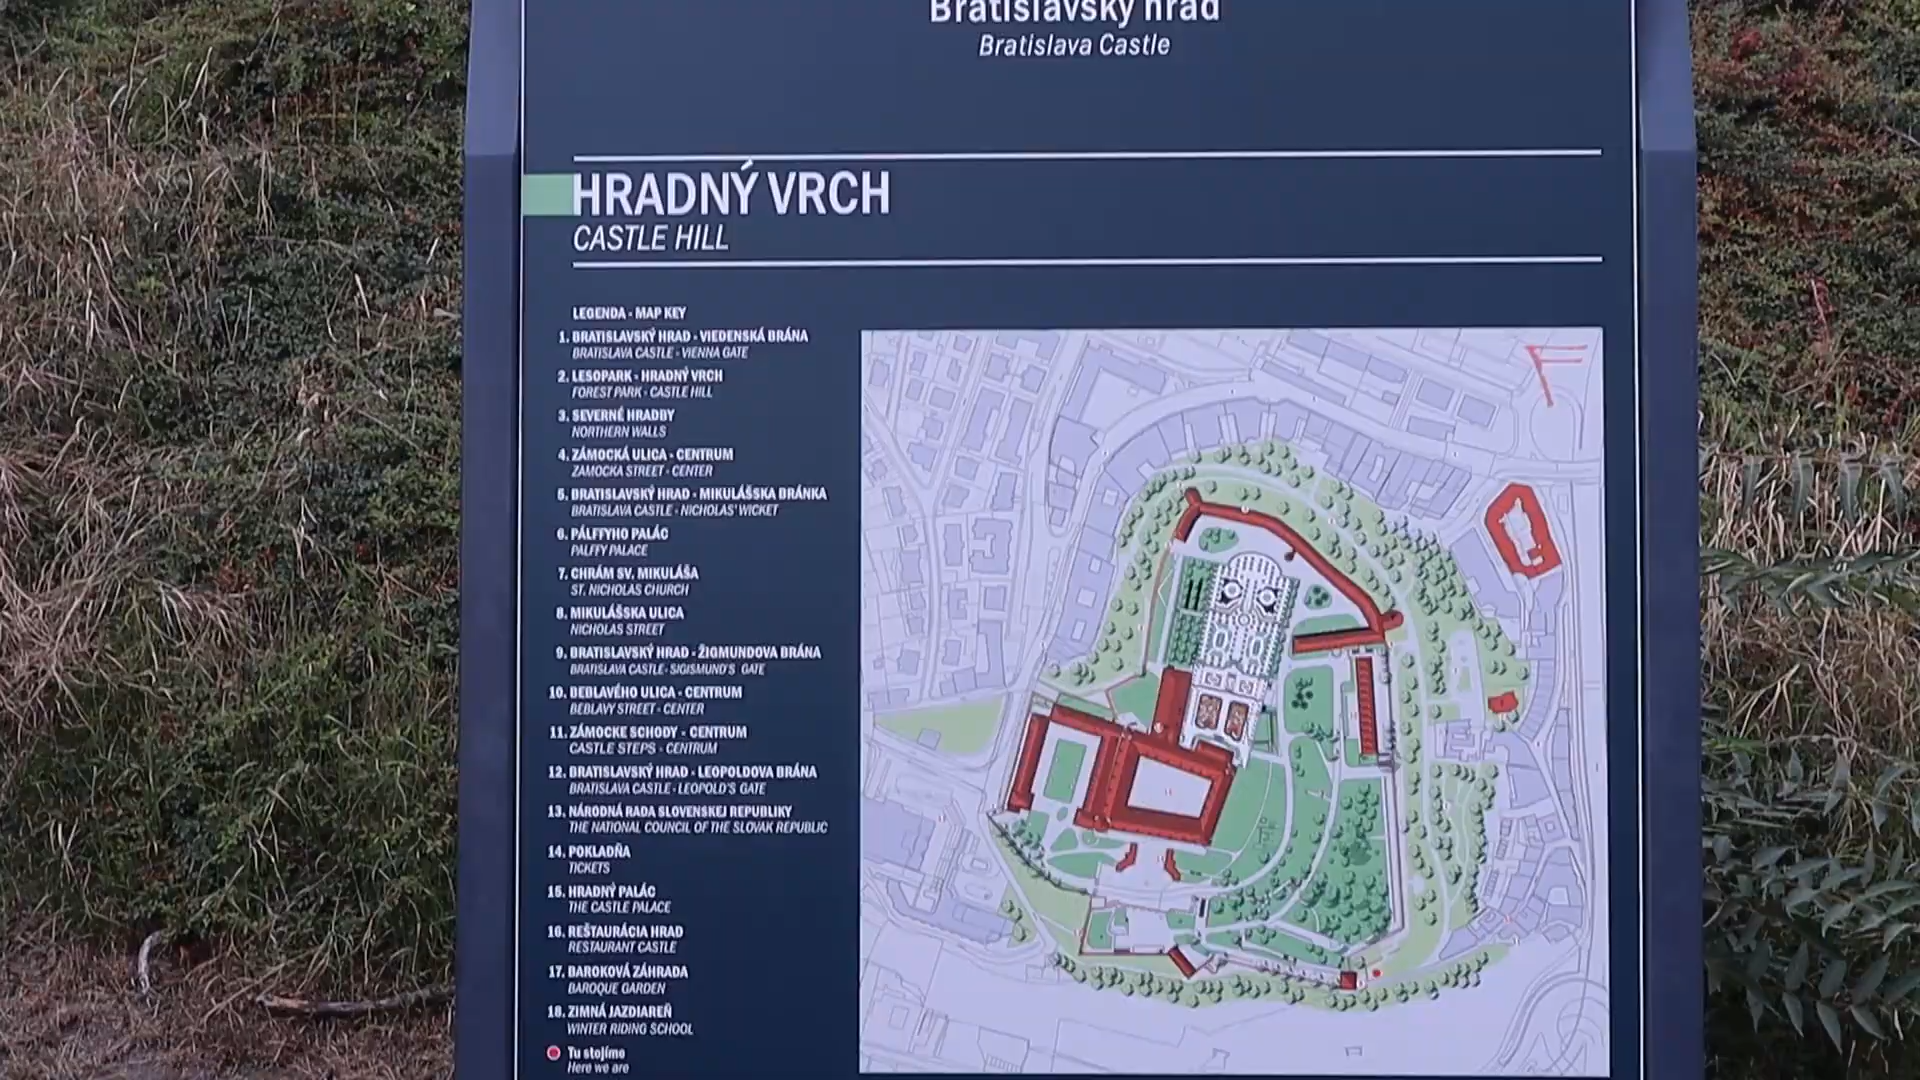 Bratislavský hrad
Bratislava Castle
HRADNÝ VRCH
CASTLE HILL
LEGENDA - MAP KEY
1. BRATISLAVSKÝ HRAD - VIEDENSKÁ BRÁNA
BRATISLAVA CASTLE - VIENNA GATE
2. LESOPARK - HRADNÝ VRCH
FOREST PARK - CASTLE HILL
3. SEVERNÉ HRADBY
NORTHERN WALLS
4. ZÁMOCKÁ ULICA - CENTRUM
ZAMOCKA STREET - CENTER
5. BRATISLAVSKÝ HRAD - MIKULÁŠSKA BRÁNKA
BRATISLAVA CASTLE - NICHOLAS' WICKET
6. PÁLFFYHO PALÁC
PALFFY PALACE
7. CHRÁM SV. MIKULÁŠA
ST. NICHOLAS CHURCH
8. MIKULÁŠSKA ULICA
NICHOLAS STREET
9. BRATISLAVSKÝ HRAD - ŽIGMUNDOVA BRÁNA
BRATISLAVA CASTLE - SIGISMUND'S GATE
10. BEBLAVÉHO ULICA - CENTRUM
BEBLAVY STREET - CENTER
11. ZÁMOCKE SCHODY - CENTRUM
CASTLE STEPS - CENTRUM
12. BRATISLAVSKÝ HRAD - LEOPOLDOVA BRÁNA
BRATISLAVA CASTLE - LEOPOLD'S GATE
13. NÁRODNÁ RADA SLOVENSKEJ REPUBLIKY
THE NATIONAL COUNCIL OF THE SLOVAK REPUBLIC
14. POKLADŇA
TICKETS
15. HRADNÝ PALÁC
THE CASTLE PALACE
16. REŠTAURÁCIA HRAD
RESTAURANT CASTLE
17. BAROKOVÁ ZÁHRADA
BAROQUE GARDEN
18. ZIMNÁ JAZDIAREŇ
WINTER RIDING SCHOOL
Tu stojíme
Here we are